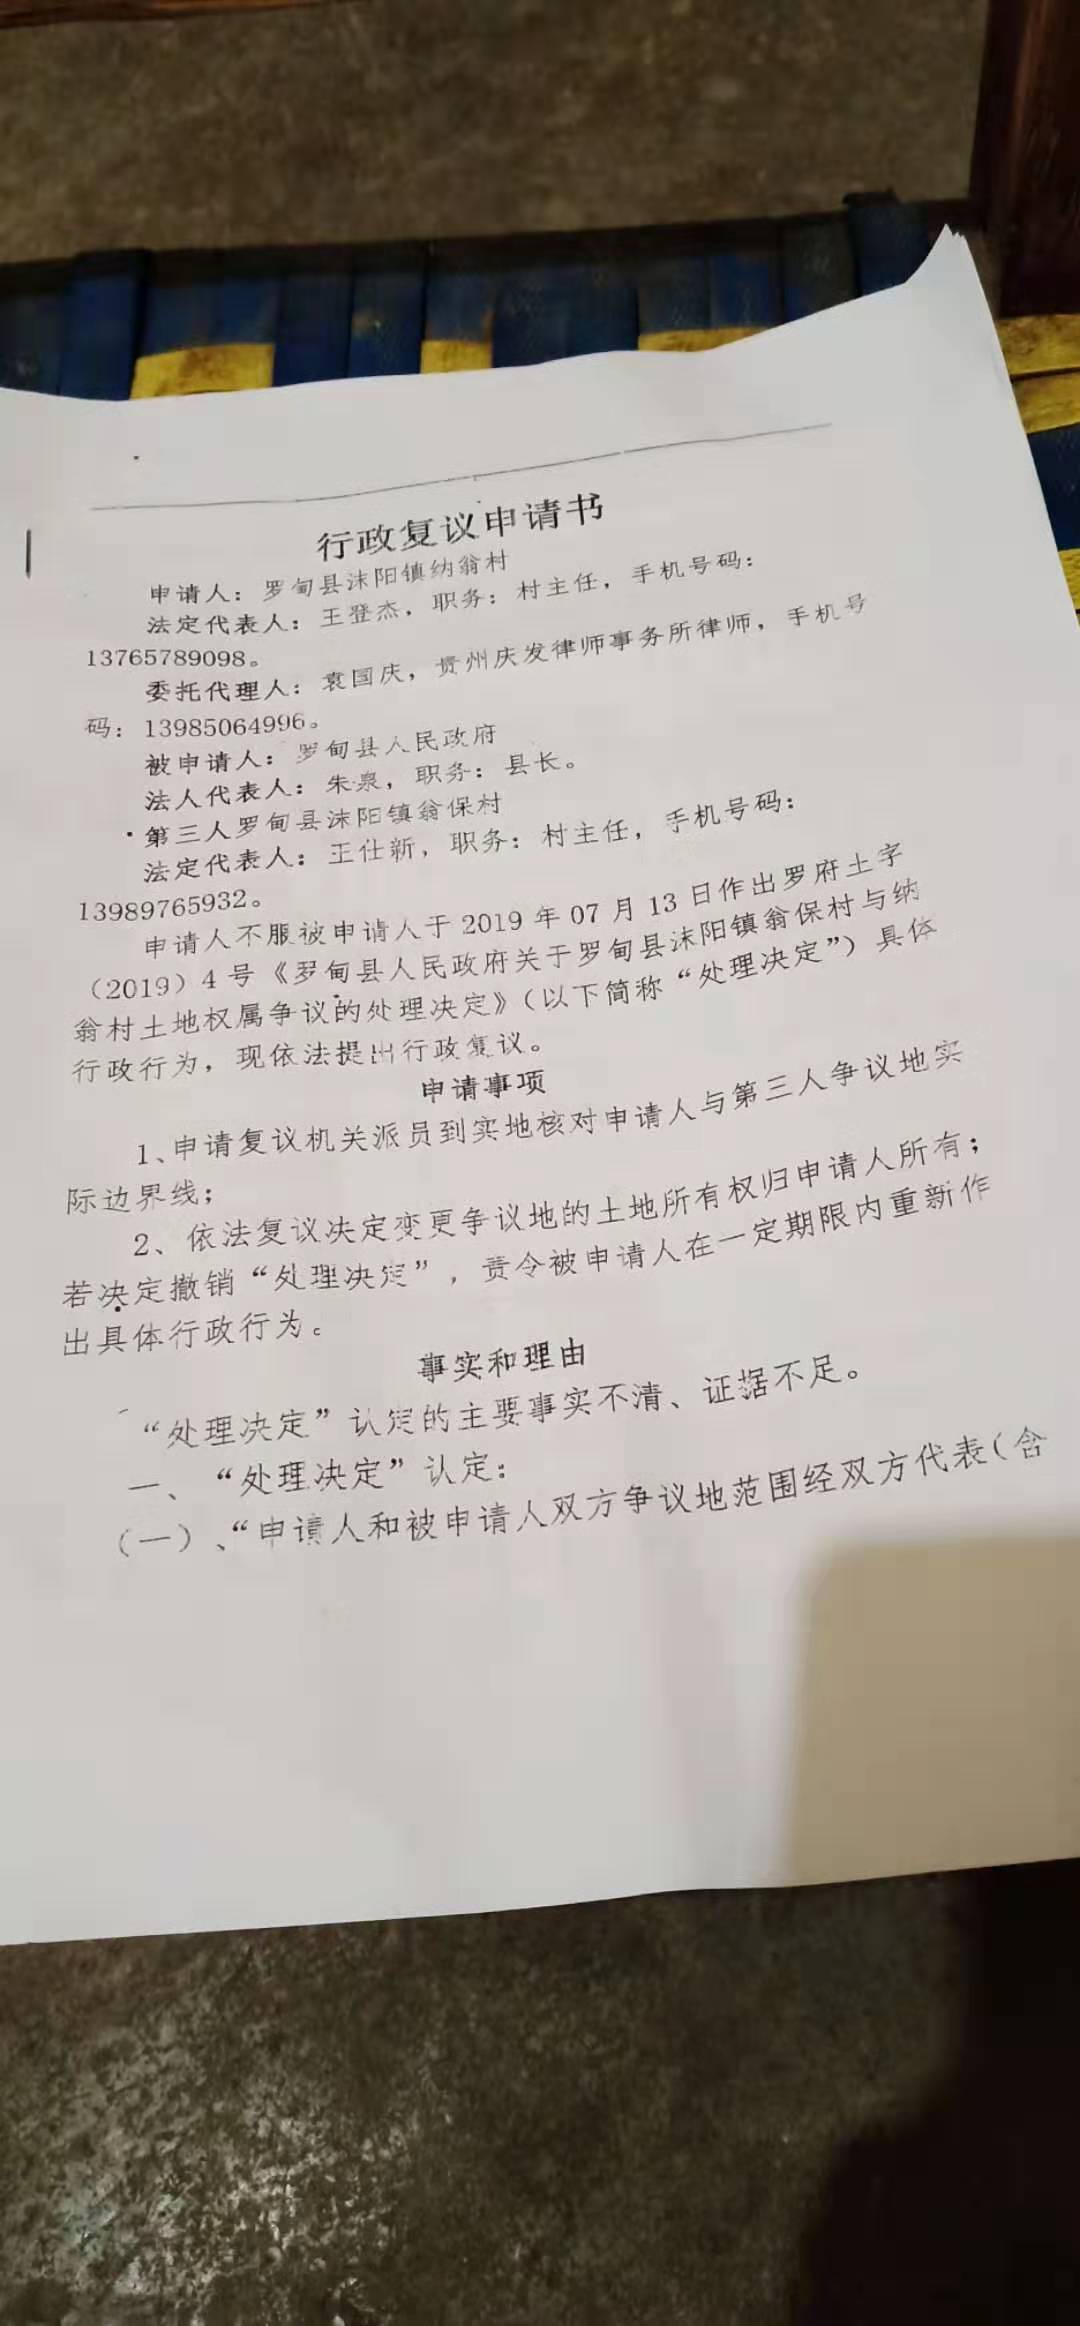 行政复议申请书
申请人：罗甸县沫阳镇纳翁村
法定代表人：王登杰，职务：村主任，手机号码：
13765789098。
委托代理人：袁国庆，贵州庆发律师事务所律师，手机号
码：13985064996。
被申请人：罗甸县人民政府
法人代表人：朱泉，职务：县长。
第三人罗甸县沫阳镇翁保村
法定代表人：王仕新，职务：村主任，手机号码：
13989765932。
申请人不服被申请人于2019年07月13日作出罗府土字
（2019）4号《罗甸县人民政府关于罗甸县沫阳镇翁保村与纳
翁村土地权属争议的处理决定》（以下简称“处理决定”）具体
行政行为，现依法提出行政复议。
申请事项
1、申请复议机关派员到实地核对申请人与第三人争议地实
际边界线；
2、依法复议决定变更争议地的土地所有权归申请人所有；
若决定撤销“处理决定”，责令被申请人在一定期限内重新作
出具体行政行为。
事实和理由
“处理决定”认定的主要事实不清、证据不足。
一、“处理决定”认定：
（一）、“申请人和被申请人双方争议地范围经双方代表（含